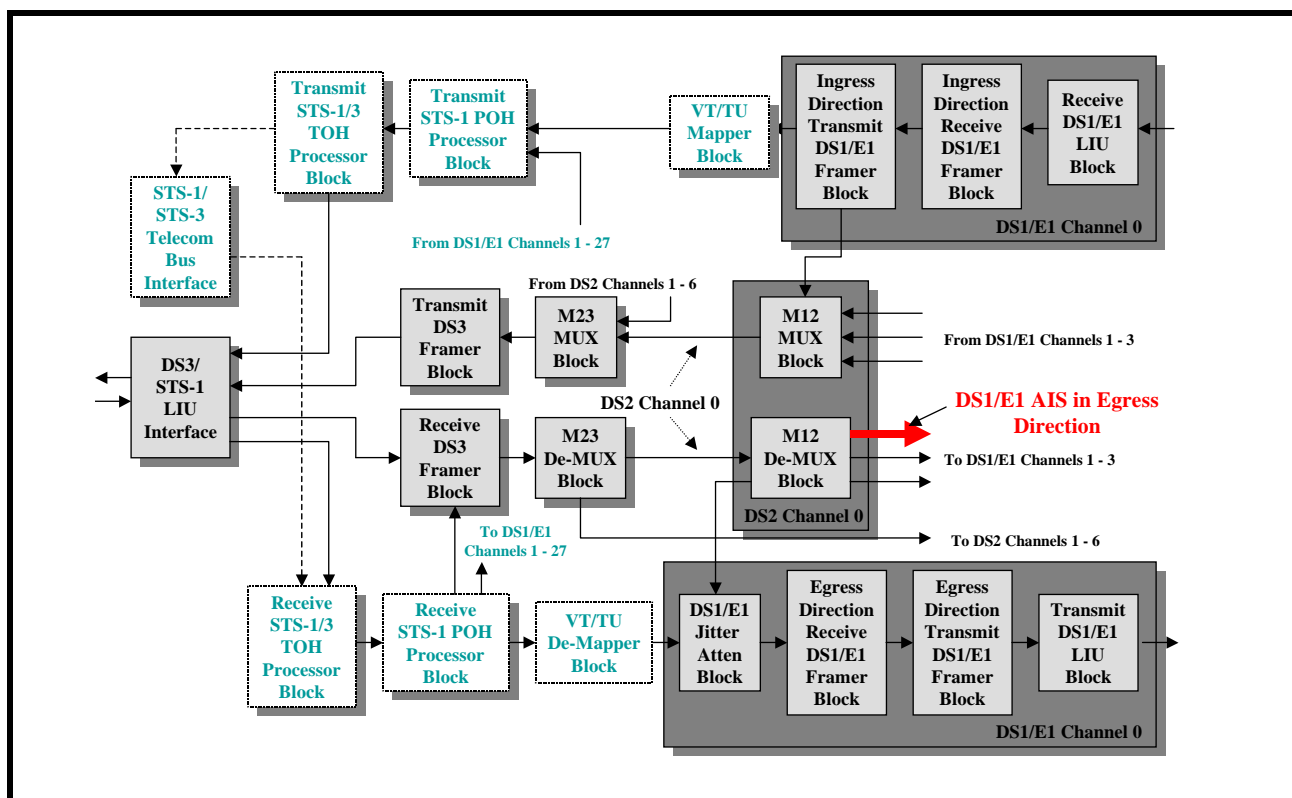 Transmit
STS-1/3
TOH
Processor
Block
Transmit
STS-1 POH
Processor
Block
VT/TU
Mapper
Block
Ingress
Direction
Transmit
DS1/E1
Framer
Block
Ingress
Direction
Receive
DS1/E1
Framer
Block
Receive
DS1/E1
LIU
Block
DS1/E1 Channel 0
STS-1/
STS-3
Telecom
Bus
Interface
From DS1/E1 Channels 1 - 27
From DS2 Channels 1 - 6
Transmit
DS3
Framer
Block
M23
MUX
Block
M12
MUX
Block
From DS1/E1 Channels 1 - 3
DS3/
STS-1
LIU
Interface
DS2 Channel 0
DS1/E1 AIS in Egress
Direction
Receive
DS3
Framer
Block
M23
De-MUX
Block
M12
De-MUX
Block
To DS1/E1 Channels 1 - 3
DS2 Channel 0
To DS1/E1
Channels 1 - 27
To DS2 Channels 1 - 6
Receive
STS-1/3
TOH
Processor
Block
Receive
STS-1 POH
Processor
Block
VT/TU
De-Mapper
Block
DS1/E1
Jitter
Atten
Block
Egress
Direction
Receive
DS1/E1
Framer
Block
Egress
Direction
Transmit
DS1/E1
Framer
Block
Transmit
DS1/E1
LIU
Block
DS1/E1 Channel 0